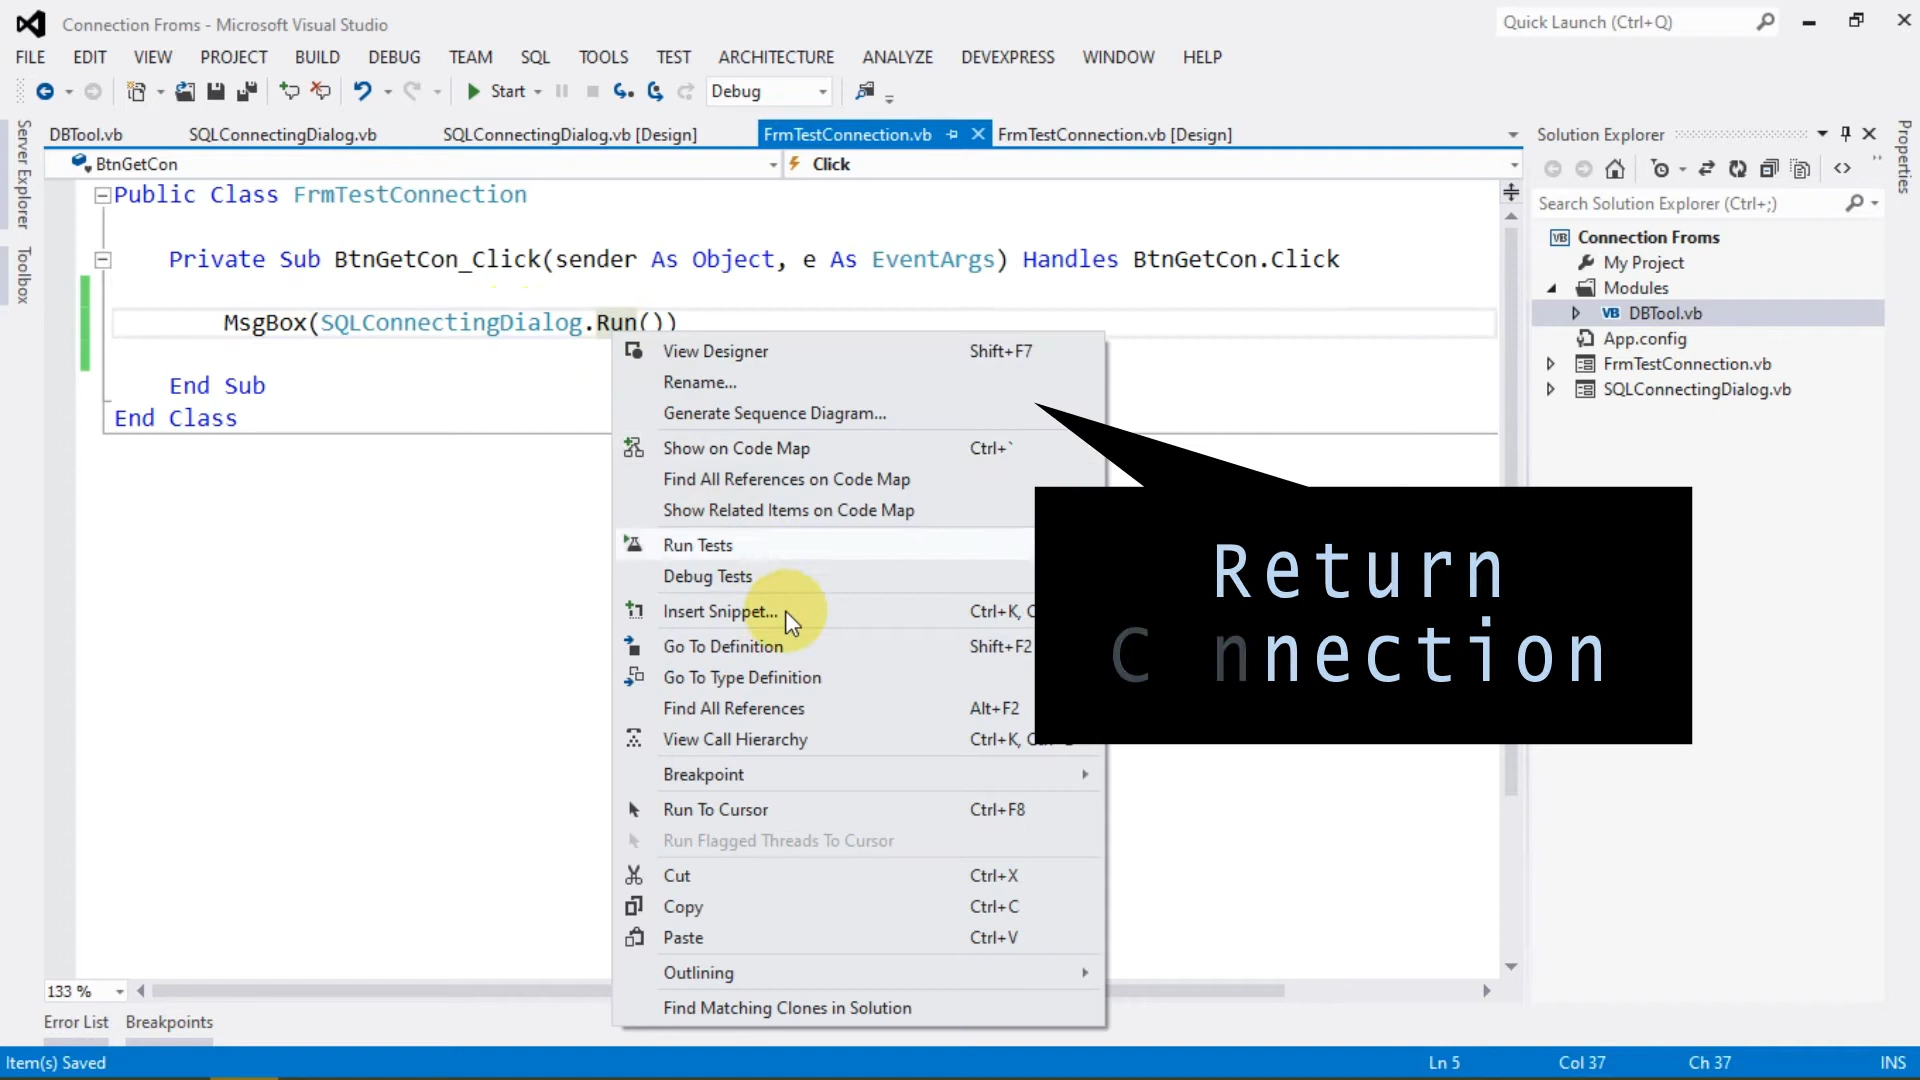 Connection Froms - Microsoft Visual Studio
Quick Launch (Ctrl+Q)
FILE EDIT VIEW PROJECT BUILD DEBUG TEAM SQL TOOLS TEST ARCHITECTURE ANALYZE DEVEXPRESS WINDOW HELP
Start Debug
Server Explorer
Toolbox
DBTool.vb SQLConnectingDialog.vb SQLConnectingDialog.vb [Design] FrmTestConnection.vb FrmTestConnection.vb [Design]
BtnGetCon Click
Public Class FrmTestConnection
Private Sub BtnGetCon_Click(sender As Object, e As EventArgs) Handles BtnGetCon.Click
MsgBox(SQLConnectingDialog.Run())
End Sub
End Class
View Designer Shift+F7
Rename...
Generate Sequence Diagram...
Show on Code Map Ctrl+`
Find All References on Code Map
Show Related Items on Code Map
Run Tests
Debug Tests
Insert Snippet... Ctrl+K,
Go To Definition Shift+F2
Go To Type Definition
Find All References Alt+F2
View Call Hierarchy Ctrl+K,
Breakpoint
Run To Cursor Ctrl+F8
Run Flagged Threads To Cursor
Cut Ctrl+X
Copy Ctrl+C
Paste Ctrl+V
Outlining
Find Matching Clones in Solution
Return
C nnection
Solution Explorer
Search Solution Explorer (Ctrl+;)
VB Connection Froms
My Project
Modules
VB DBTool.vb
App.config
FrmTestConnection.vb
SQLConnectingDialog.vb
Properties
133 %
Error List Breakpoints
Item(s) Saved Ln 5 Col 37 Ch 37 INS